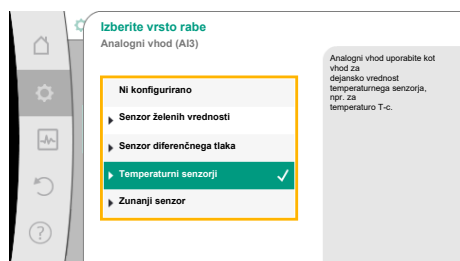 Izberite vrsto rabe
Analogni vhod (AI3)
Ni konfigurirano
Senzor želenih vrednosti
Senzor diferenčnega tlaka
Temperaturni senzorji
Zunanji senzor
Analogni vhod uporabite kot
vhod za
dejansko vrednost
temperaturnega senzorja,
npr. za
temperaturo T-c.